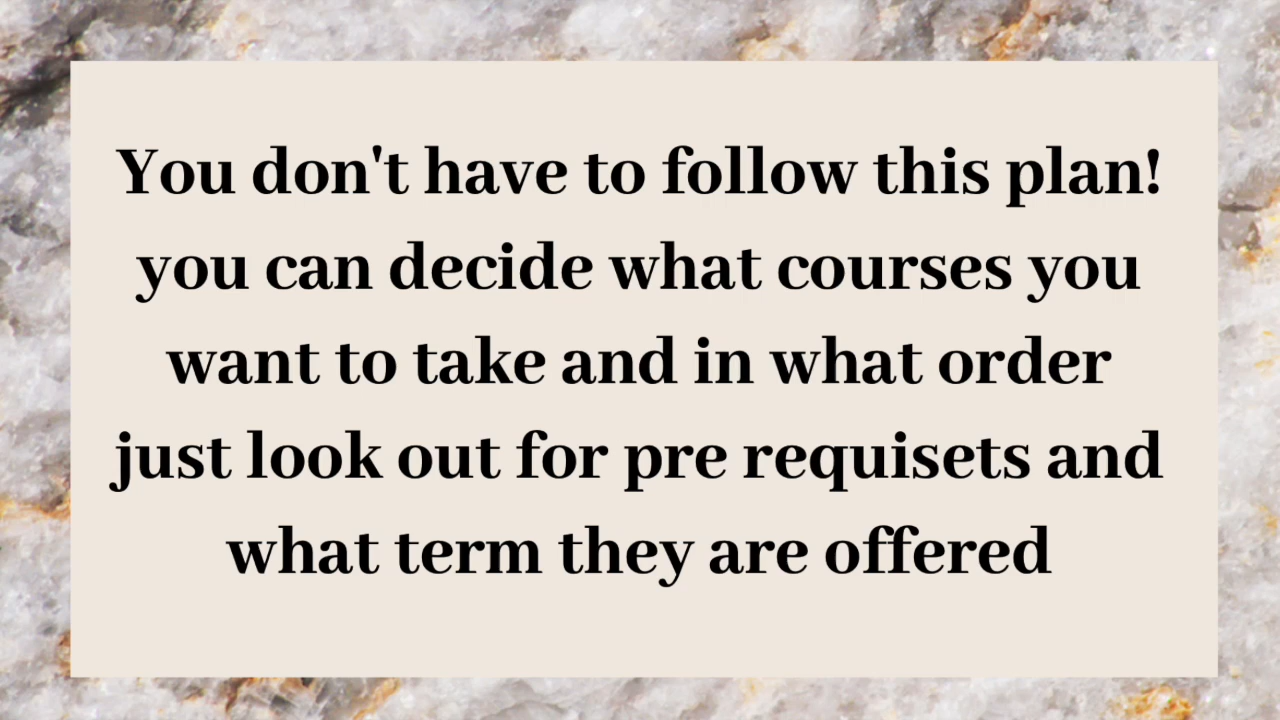 You don't have to follow this plan!
you can decide what courses you
want to take and in what order
just look out for pre requisets and
what term they are offered